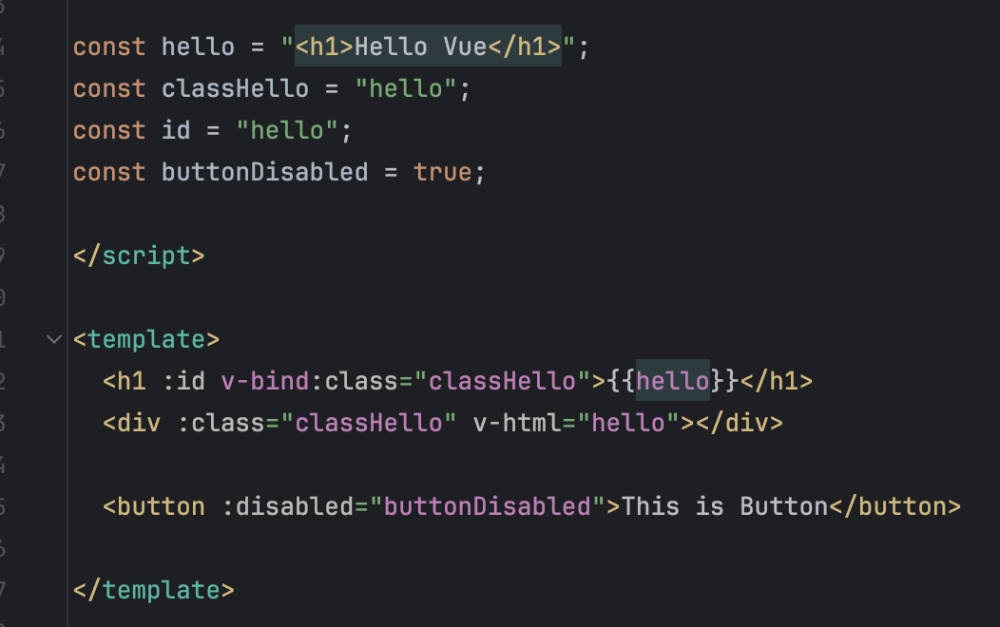 const hello = "<h1>Hello Vue</h1>";
const classHello = "hello";
const id = "hello";
const buttonDisabled = true;
</script>
<template>
<h1 :id v-bind:class="classHello">{{hello}}</h1>
<div :class="classHello" v-html="hello"></div>
<button :disabled="buttonDisabled">This is Button</button>
</template>